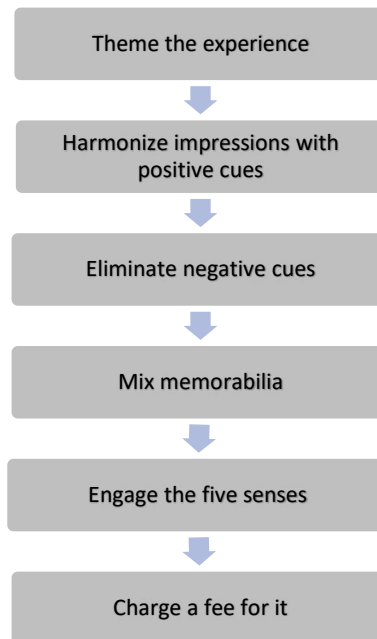 Theme the experience
Harmonize impressions with
positive cues
Eliminate negative cues
Mix memorabilia
Engage the five senses
Charge a fee for it